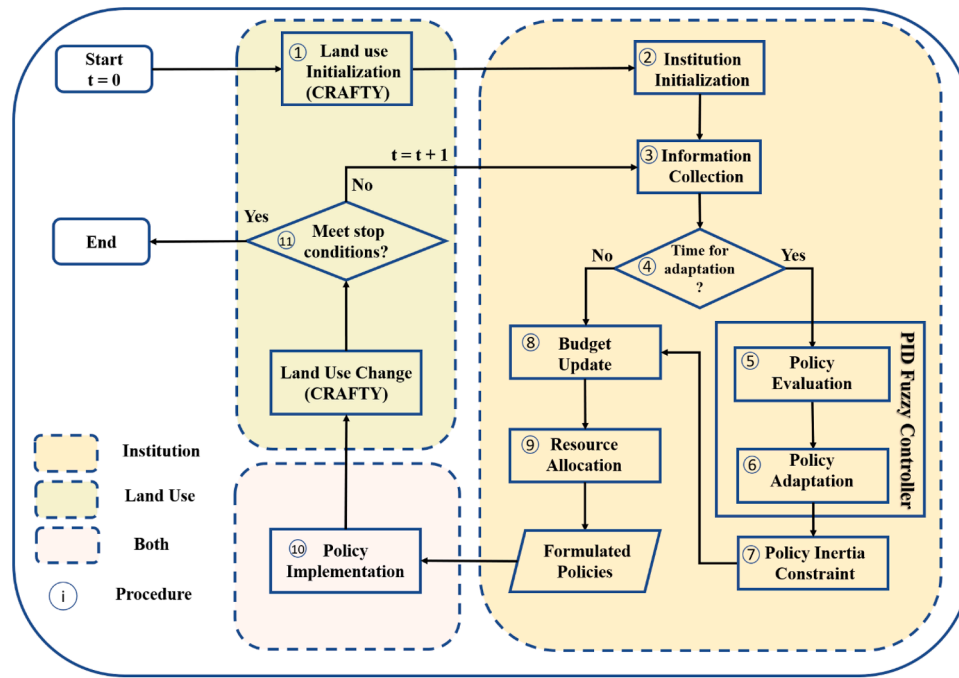 Start
t = 0
① Land use
Initialization
(CRAFTY)
② Institution
Initialization
t = t + 1
③ Information
Collection
No
Yes
End
⑪ Meet stop
conditions?
No
④ Time for
adaptation
?
Yes
PID Fuzzy Controller
⑧ Budget
Update
⑤ Policy
Evaluation
Land Use Change
(CRAFTY)
⑨ Resource
Allocation
⑥ Policy
Adaptation
Institution
Land Use
Both
ⓘ Procedure
⑩ Policy
Implementation
Formulated
Policies
⑦ Policy Inertia
Constraint